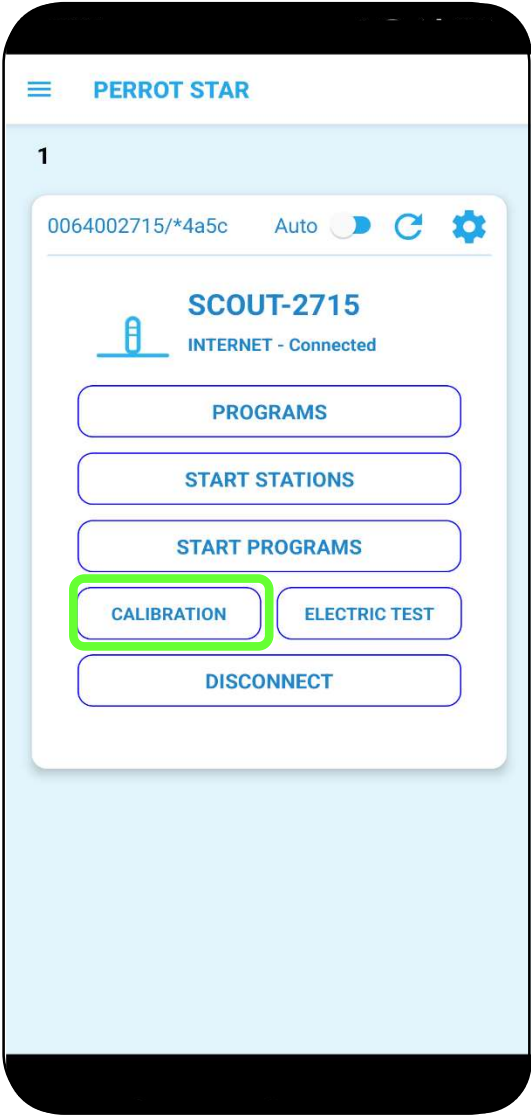 PERROT STAR
1
0064002715/*4a5c Auto
SCOUT-2715
INTERNET - Connected
PROGRAMS
START STATIONS
START PROGRAMS
CALIBRATION ELECTRIC TEST
DISCONNECT